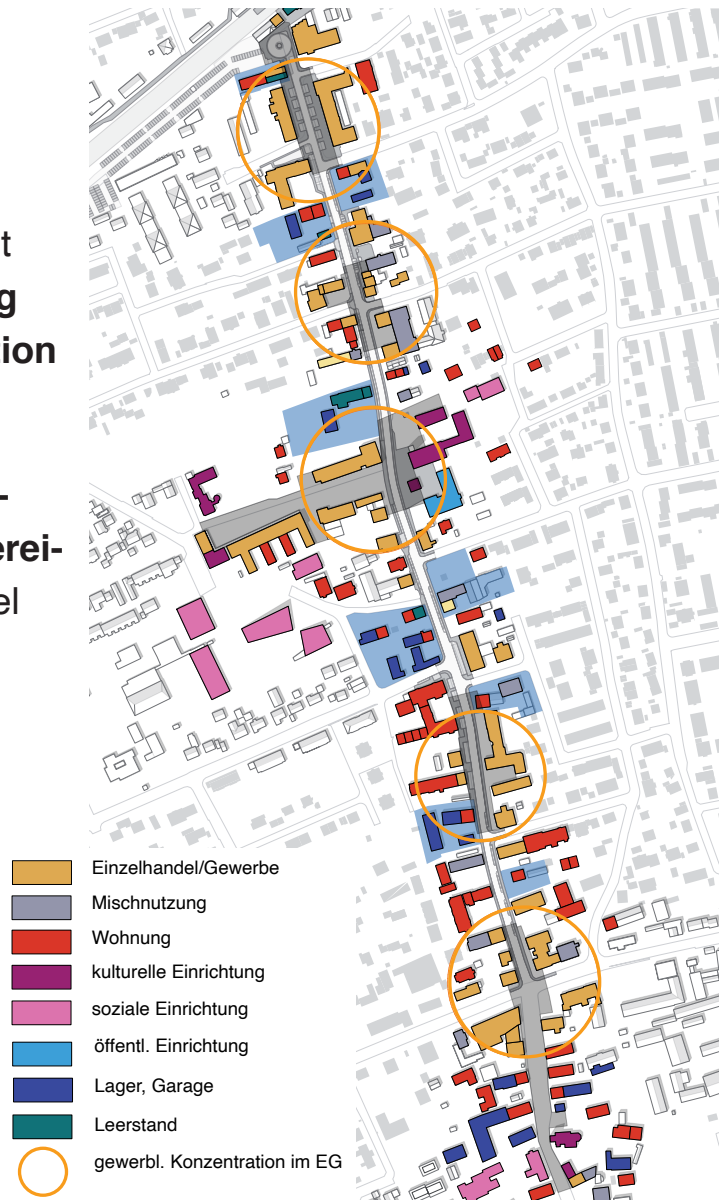 t
g
tion
-
erei-
el
Einzelhandel/Gewerbe
Mischnutzung
Wohnung
kulturelle Einrichtung
soziale Einrichtung
öffentl. Einrichtung
Lager, Garage
Leerstand
gewerbl. Konzentration im EG